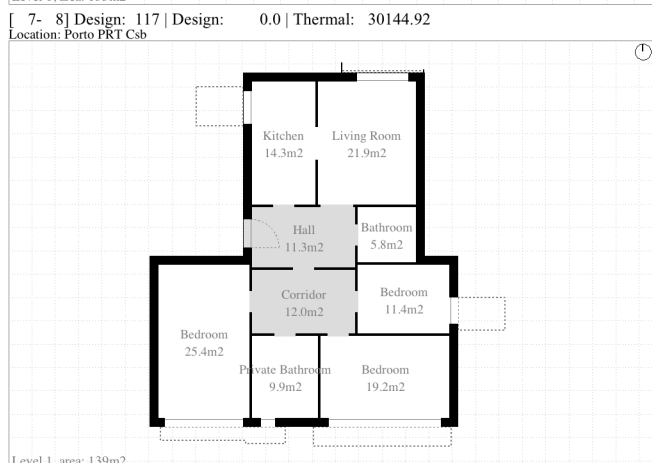 [ 7- 8] Design: 117 | Design: 0.0 | Thermal: 30144.92
Location: Porto PRT Csb
Kitchen
14.3m2
Living Room
21.9m2
Hall
11.3m2
Bathroom
5.8m2
Corridor
12.0m2
Bedroom
11.4m2
Bedroom
25.4m2
Private Bathroom
9.9m2
Bedroom
19.2m2
Level 1, area: 139m2